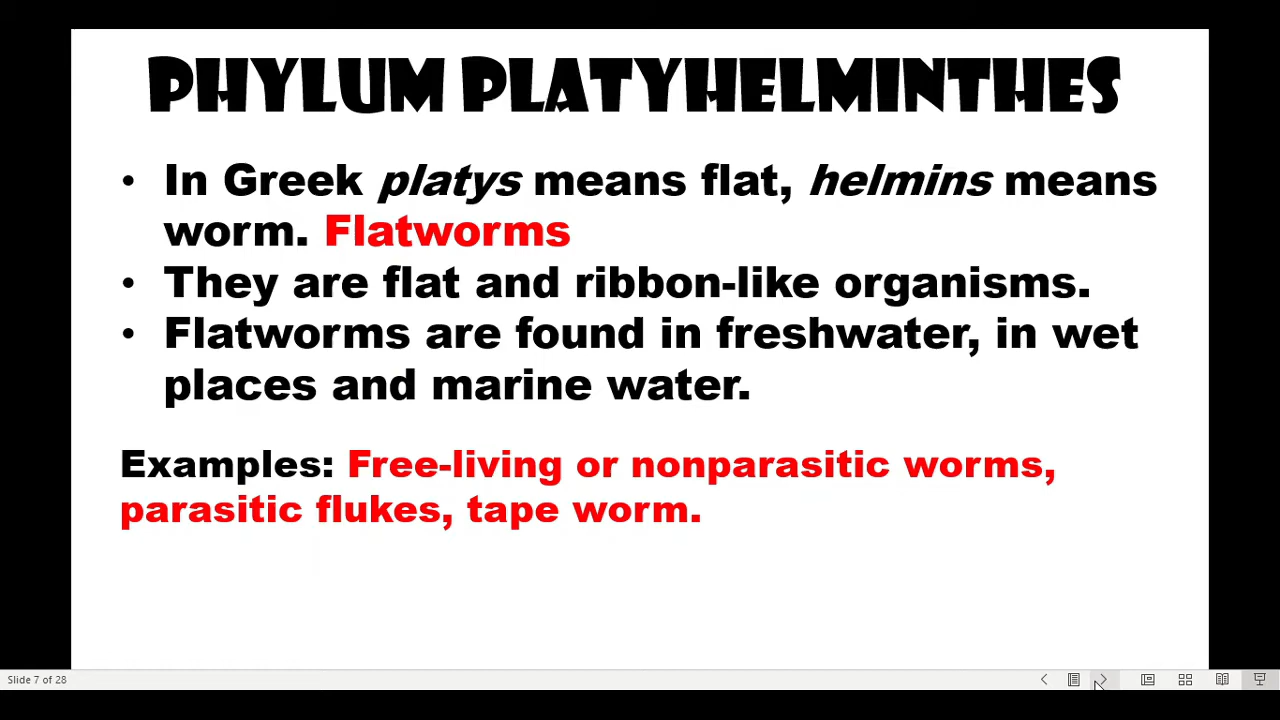 PHYLUM PLATYHELMINTHES
• In Greek platys means flat, helmins means
worm. Flatworms
• They are flat and ribbon-like organisms.
• Flatworms are found in freshwater, in wet
places and marine water.
Examples: Free-living or nonparasitic worms,
parasitic flukes, tape worm.
Slide 7 of 28